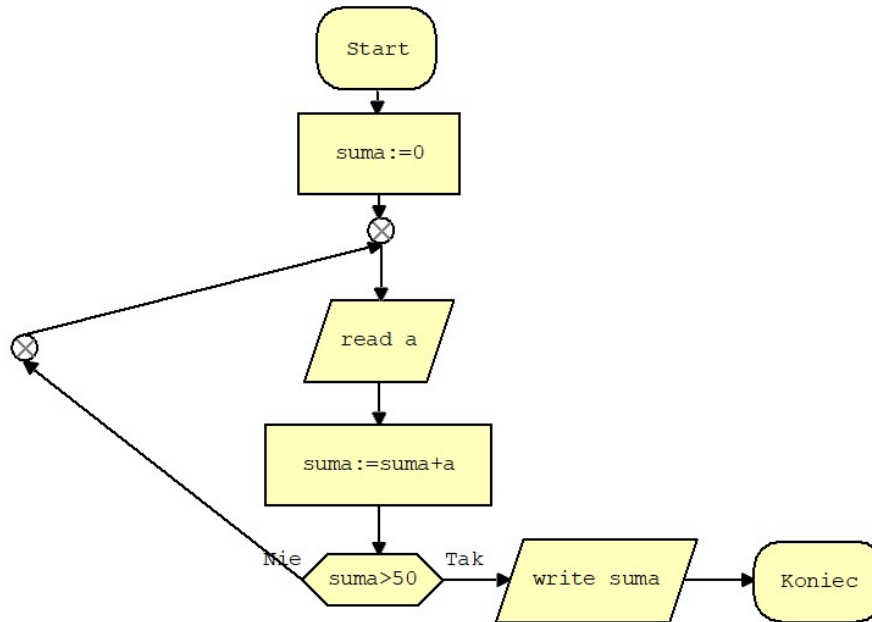 Start
suma:=0
read a
suma:=suma+a
Nie
suma>50
Tak
write suma
Koniec